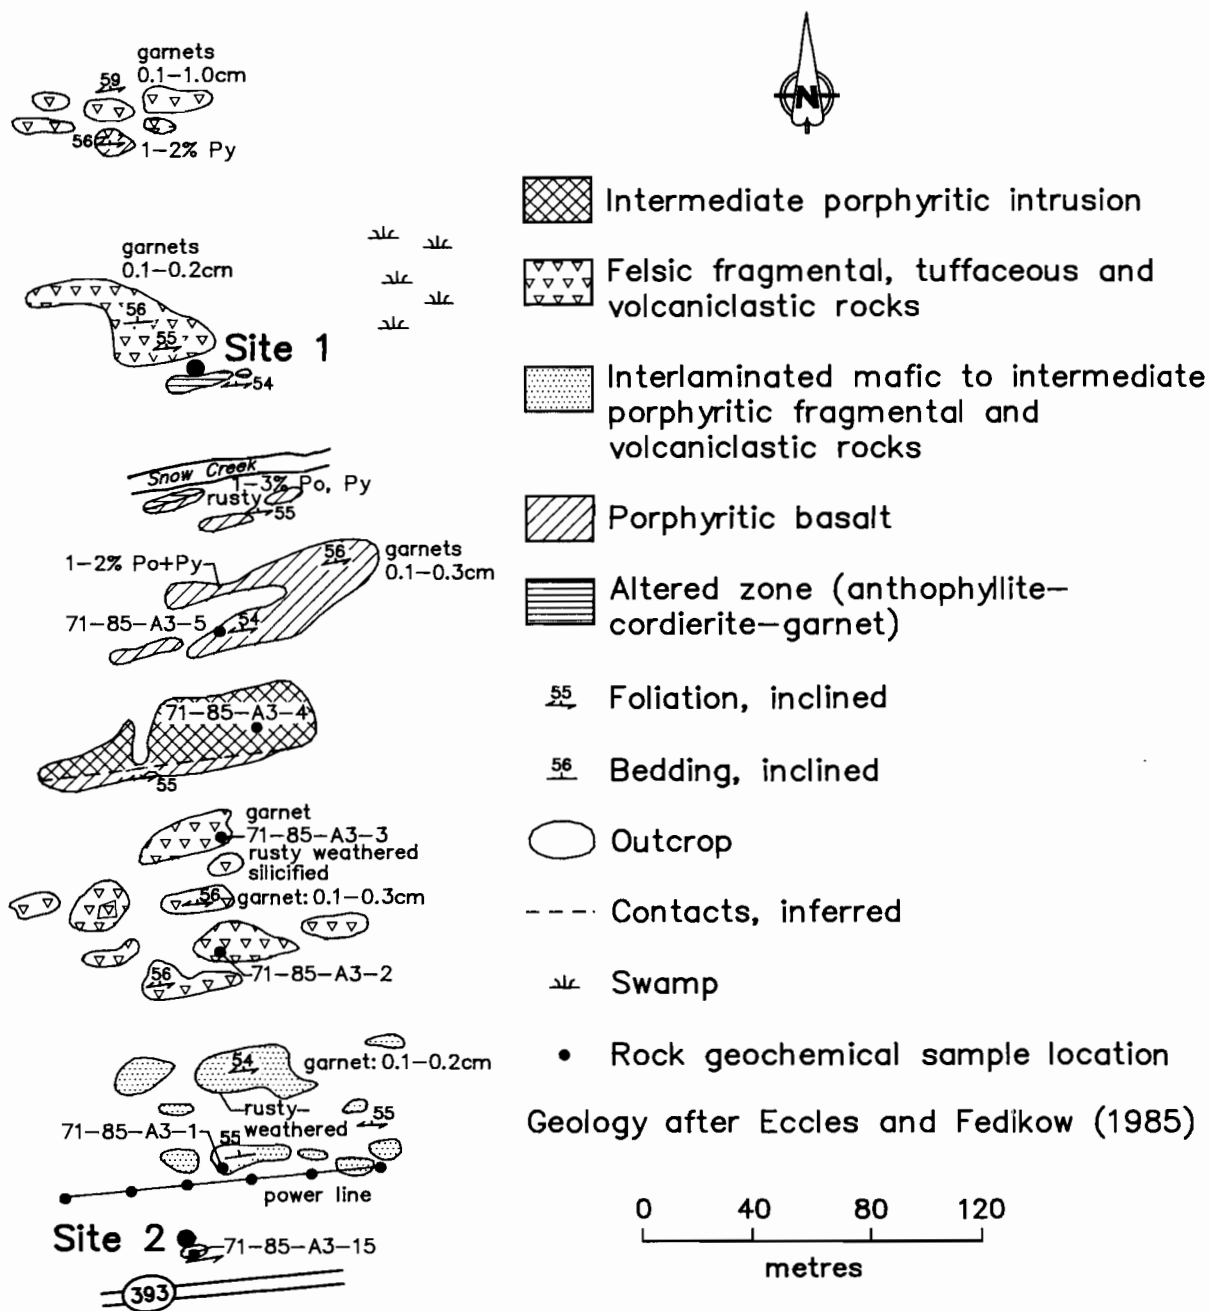 garnets
0.1–1.0cm
59
56
1–2% Py
N
garnets
0.1–0.2cm
56
55
Site 1
54
Snow Creek
1–3% Po, Py
rusty
55
1–2% Po+Py
56
garnets
0.1–0.3cm
71–85–A3–5
54
71–85–A3–4
55
garnet
71–85–A3–3
rusty weathered
silicified
56
garnet: 0.1–0.3cm
71–85–A3–2
56
54
garnet: 0.1–0.2cm
rusty–
weathered
55
71–85–A3–1
55
power line
Site 2
71–85–A3–15
393
Intermediate porphyritic intrusion
Felsic fragmental, tuffaceous and
volcaniclastic rocks
Interlaminated mafic to intermediate
porphyritic fragmental and
volcaniclastic rocks
Porphyritic basalt
Altered zone (anthophyllite–
cordierite–garnet)
55
Foliation, inclined
56
Bedding, inclined
Outcrop
Contacts, inferred
Swamp
Rock geochemical sample location
Geology after Eccles and Fedikow (1985)
0 40 80 120
metres